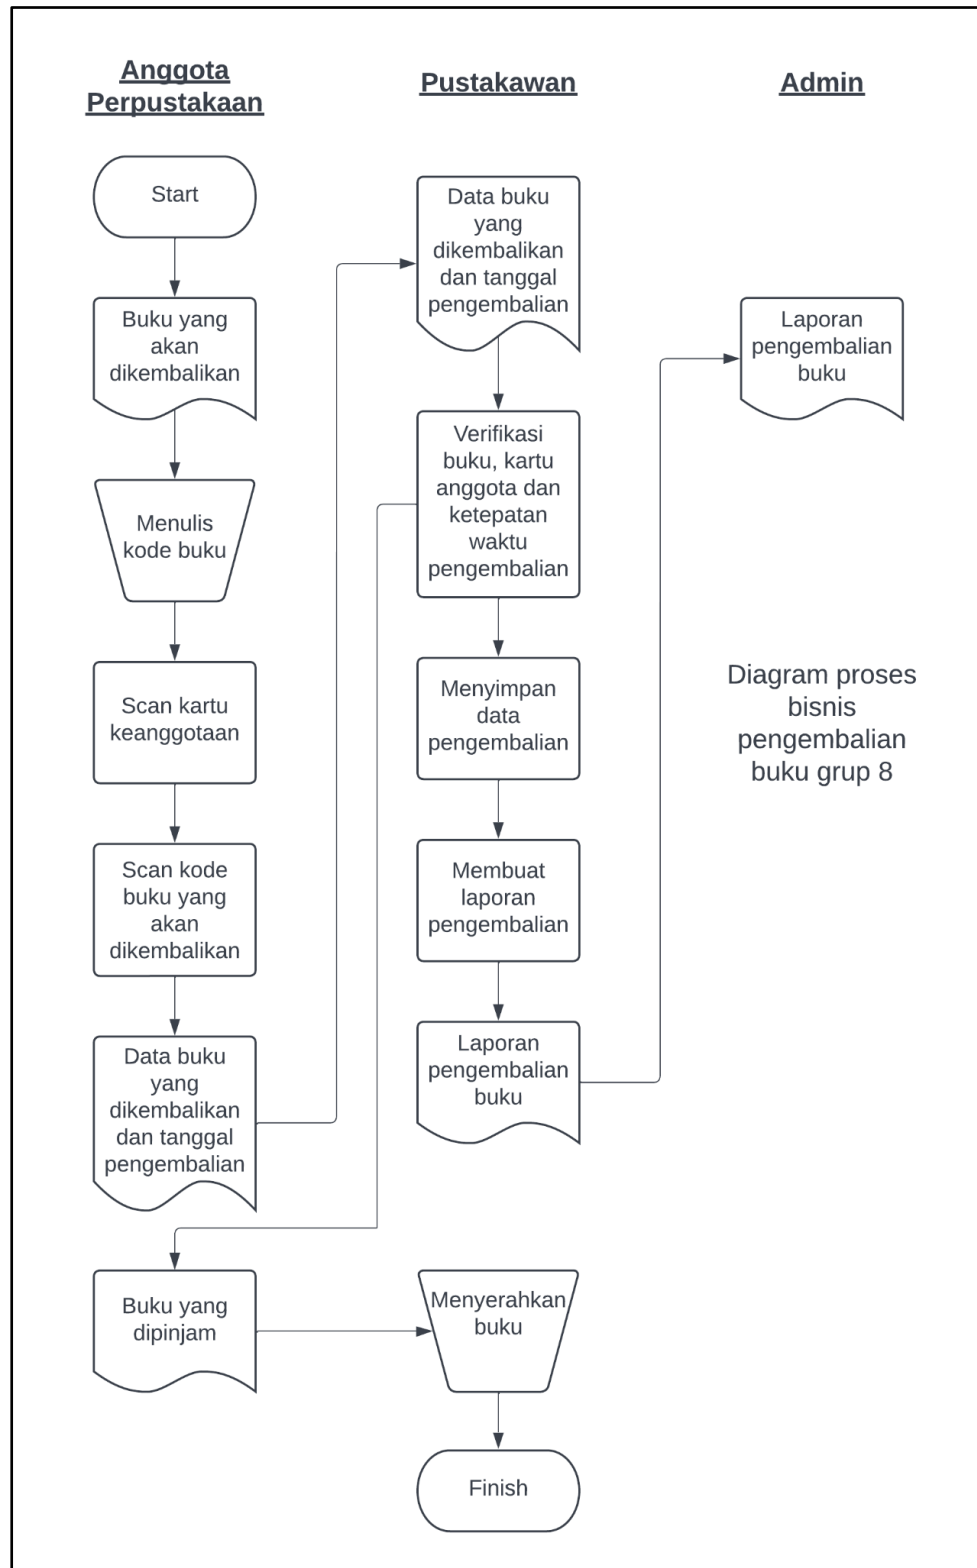 Anggota
Perpustakaan
Start
Buku yang
akan
dikembalikan
Menulis
kode buku
Scan kartu
keanggotaan
Scan kode
buku yang
akan
dikembalikan
Data buku
yang
dikembalikan
dan tanggal
pengembalian
Buku yang
dipinjam
Pustakawan
Data buku
yang
dikembalikan
dan tanggal
pengembalian
Verifikasi
buku, kartu
anggota dan
ketepatan
waktu
pengembalian
Menyimpan
data
pengembalian
Membuat
laporan
pengembalian
Laporan
pengembalian
buku
Menyerahkan
buku
Finish
Admin
Laporan
pengembalian
buku
Diagram proses
bisnis
pengembalian
buku grup 8